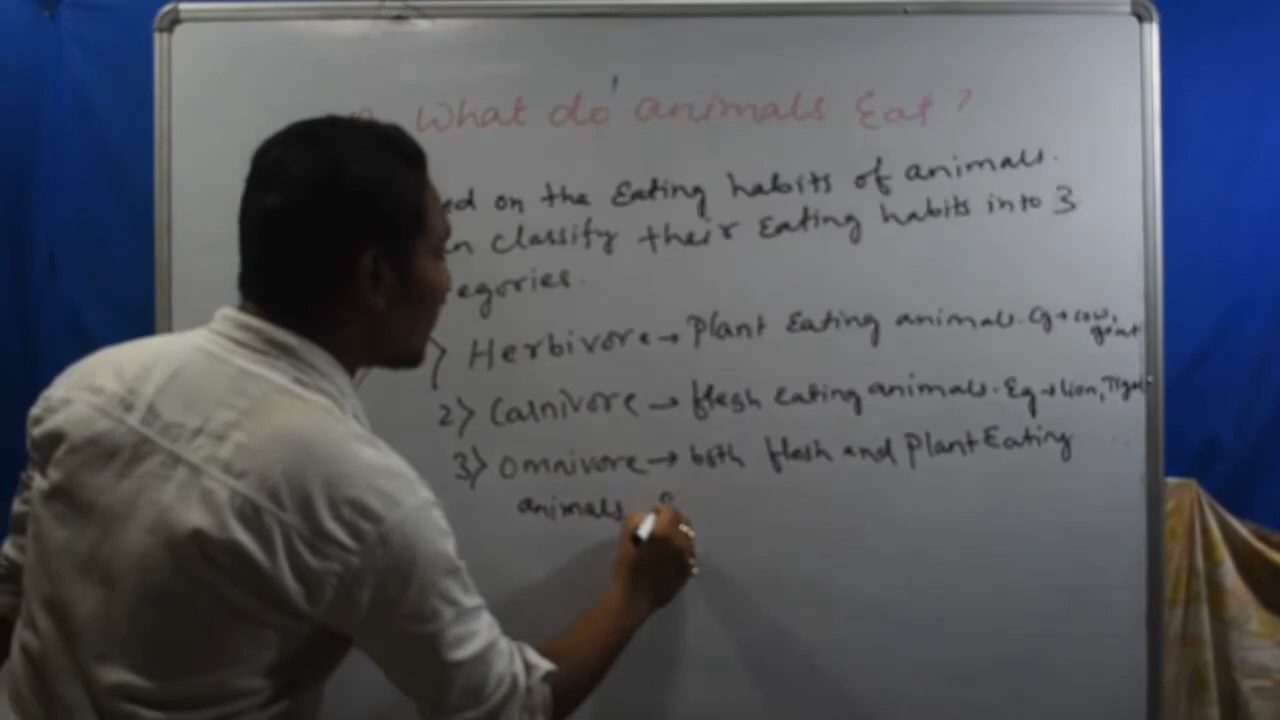 What do animals Eat ?
ed on the Eating habits of animals.
n classify their Eating habits into 3
egories.
> Herbivore → Plant Eating animals. Eg → cow, goat
2> Carnivore → flesh eating animals. Eg → lion, Tiger
3> Omnivore → both flesh and Plant Eating
animals